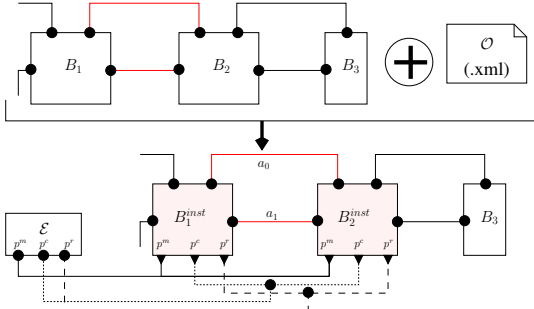 B₁ B₂ B₃ 𝒪
(.xml)
a₀
B₁ⁱⁿˢᵗ a₁ B₂ⁱⁿˢᵗ B₃
ℰ
pᵐ pᶜ pʳ pᵐ pᶜ pʳ pᵐ pᶜ pʳ